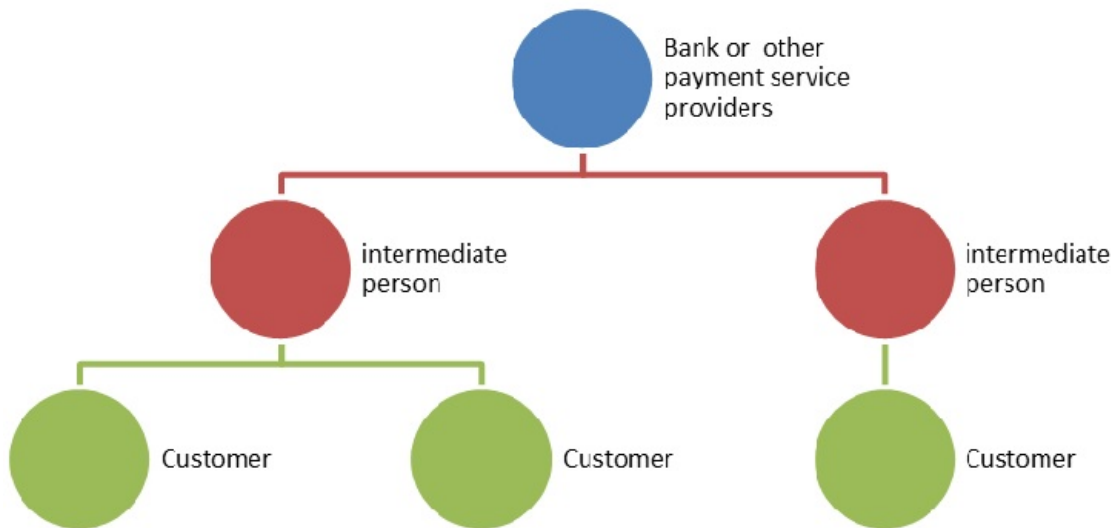 Bank or other
payment service
providers
intermediate
person
intermediate
person
Customer
Customer
Customer